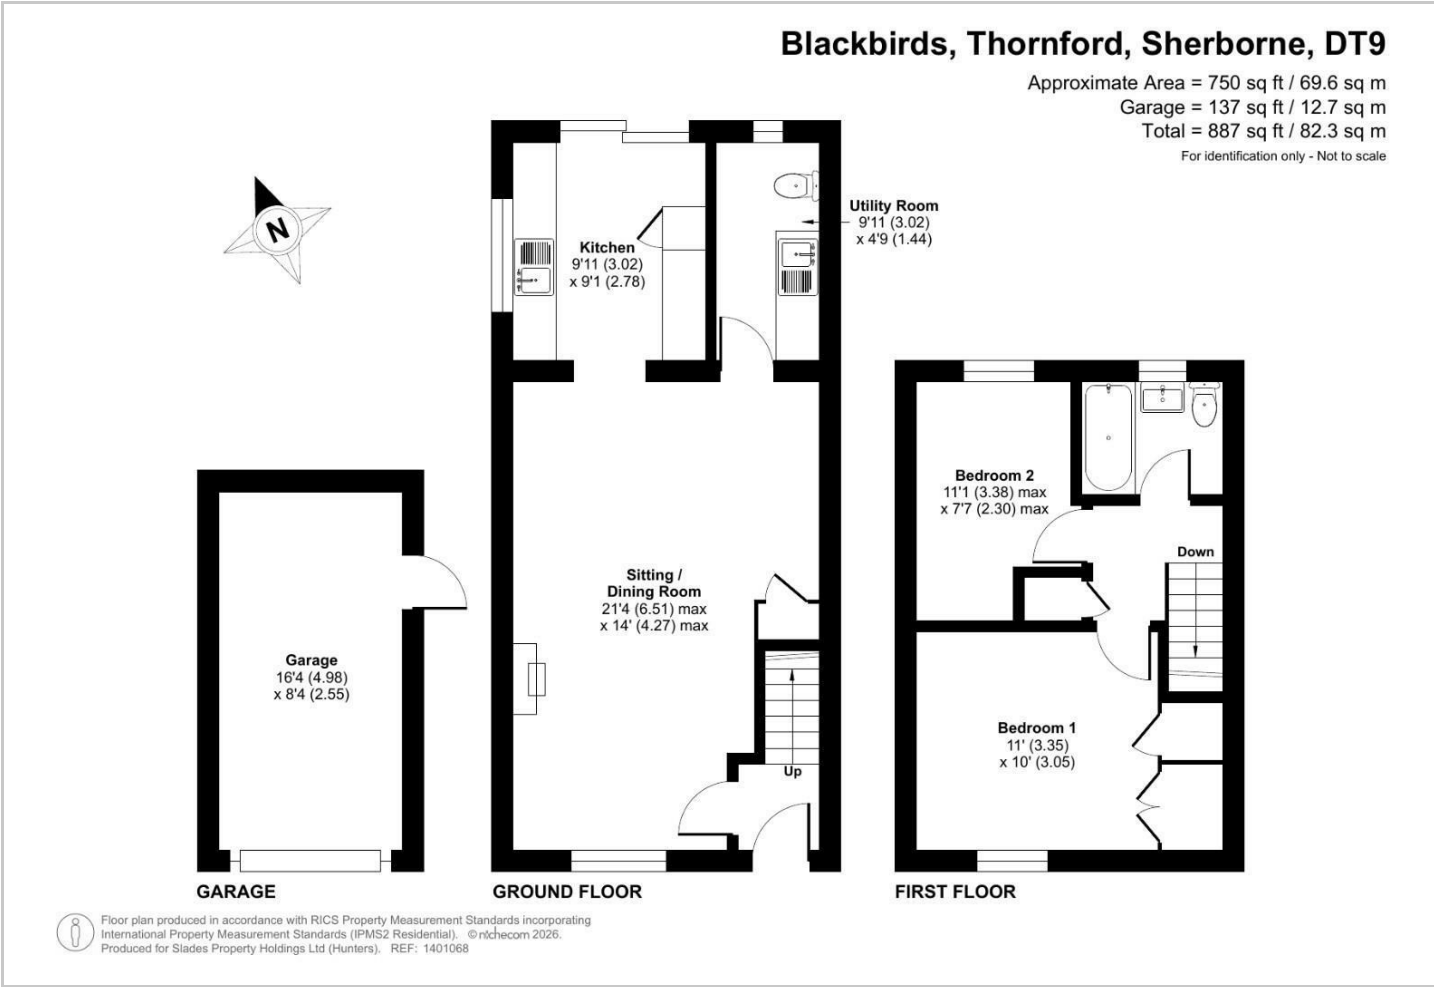 Blackbirds, Thornford, Sherborne, DT9
Approximate Area = 750 sq ft / 69.6 sq m
Garage = 137 sq ft / 12.7 sq m
Total = 887 sq ft / 82.3 sq m
For identification only - Not to scale
N
Utility Room
9'11 (3.02)
x 4'9 (1.44)
Kitchen
9'11 (3.02)
x 9'1 (2.78)
Bedroom 2
11'1 (3.38) max
x 7'7 (2.30) max
Down
Sitting /
Dining Room
21'4 (6.51) max
x 14' (4.27) max
Garage
16'4 (4.98)
x 8'4 (2.55)
Bedroom 1
11' (3.35)
x 10' (3.05)
Up
GARAGE
GROUND FLOOR
FIRST FLOOR
Floor plan produced in accordance with RICS Property Measurement Standards incorporating
International Property Measurement Standards (IPMS2 Residential). © nichecom 2026.
Produced for Slades Property Holdings Ltd (Hunters). REF: 1401068